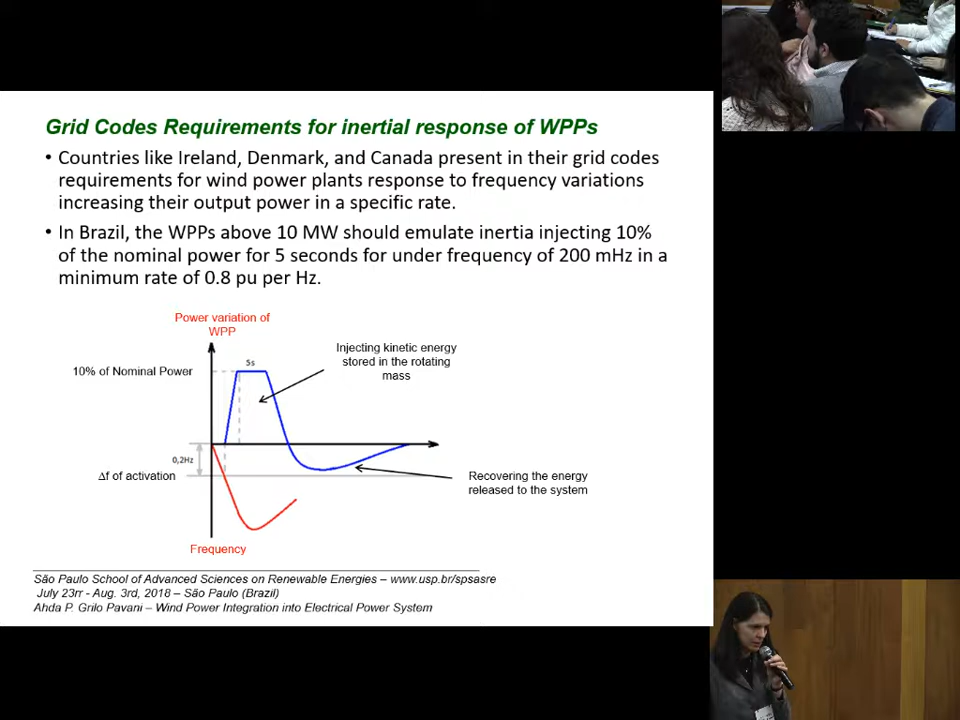 Grid Codes Requirements for inertial response of WPPs
• Countries like Ireland, Denmark, and Canada present in their grid codes
requirements for wind power plants response to frequency variations
increasing their output power in a specific rate.
• In Brazil, the WPPs above 10 MW should emulate inertia injecting 10%
of the nominal power for 5 seconds for under frequency of 200 mHz in a
minimum rate of 0.8 pu per Hz.
Power variation of
WPP
Injecting kinetic energy
stored in the rotating
mass
5s
10% of Nominal Power
0,2Hz
Δf of activation
Recovering the energy
released to the system
Frequency
São Paulo School of Advanced Sciences on Renewable Energies – www.usp.br/spsasre
July 23rr - Aug. 3rd, 2018 – São Paulo (Brazil)
Ahda P. Grilo Pavani – Wind Power Integration into Electrical Power System